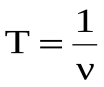 T = 1/ν